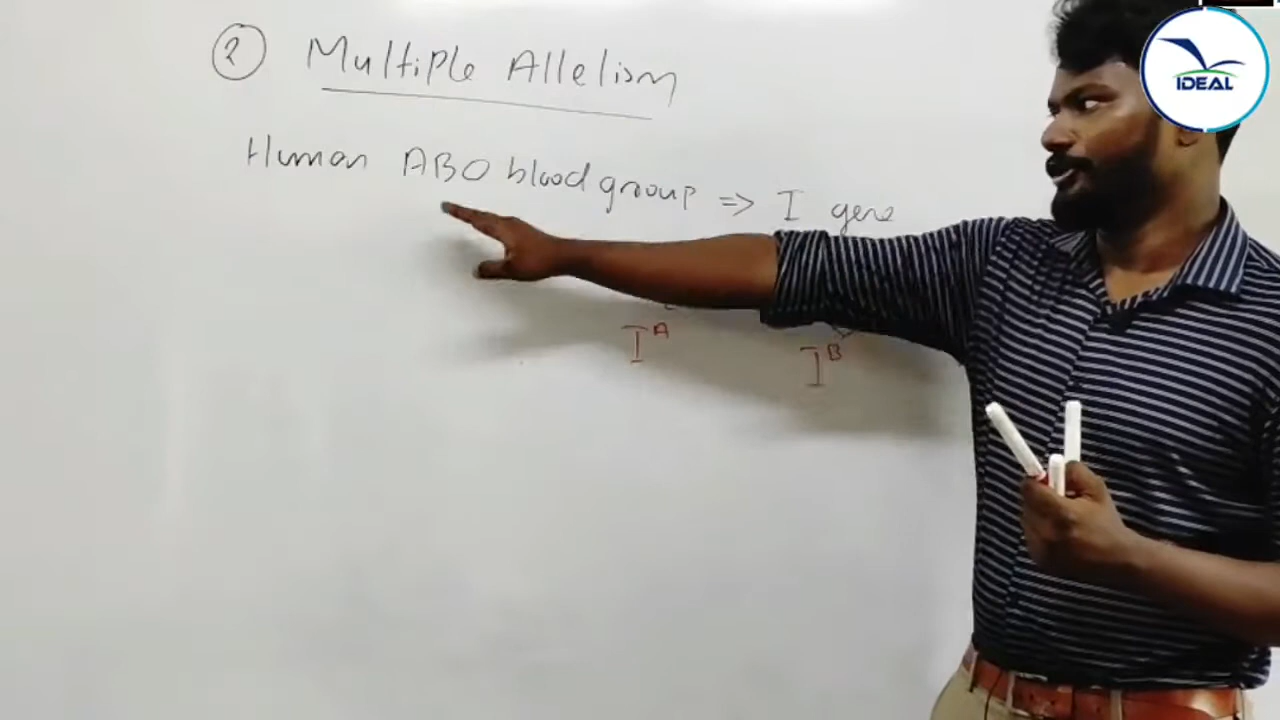 ② Multiple Allelism
Human ABO blood group => I gene
I^A
I^B
IDEAL